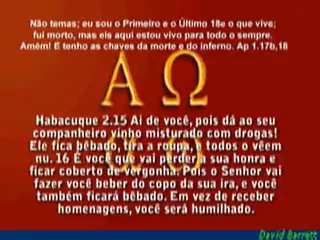 Não temas; eu sou o Primeiro e o Último 18e o que vive;
fui morto, mas eis aqui estou vivo para todo o sempre.
Amém! E tenho as chaves da morte e do inferno. Ap 1.17b,18
Α Ω
Habacuque 2.15 Ai de você, pois dá ao seu
companheiro vinho misturado com drogas!
Ele fica bêbado, tira a roupa, e todos o vêem
nu. 16 É você que vai perder a sua honra e
ficar coberto de vergonha. Pois o Senhor vai
fazer você beber do copo da sua ira, e você
também ficará bêbado. Em vez de receber
homenagens, você será humilhado.
David Barrett